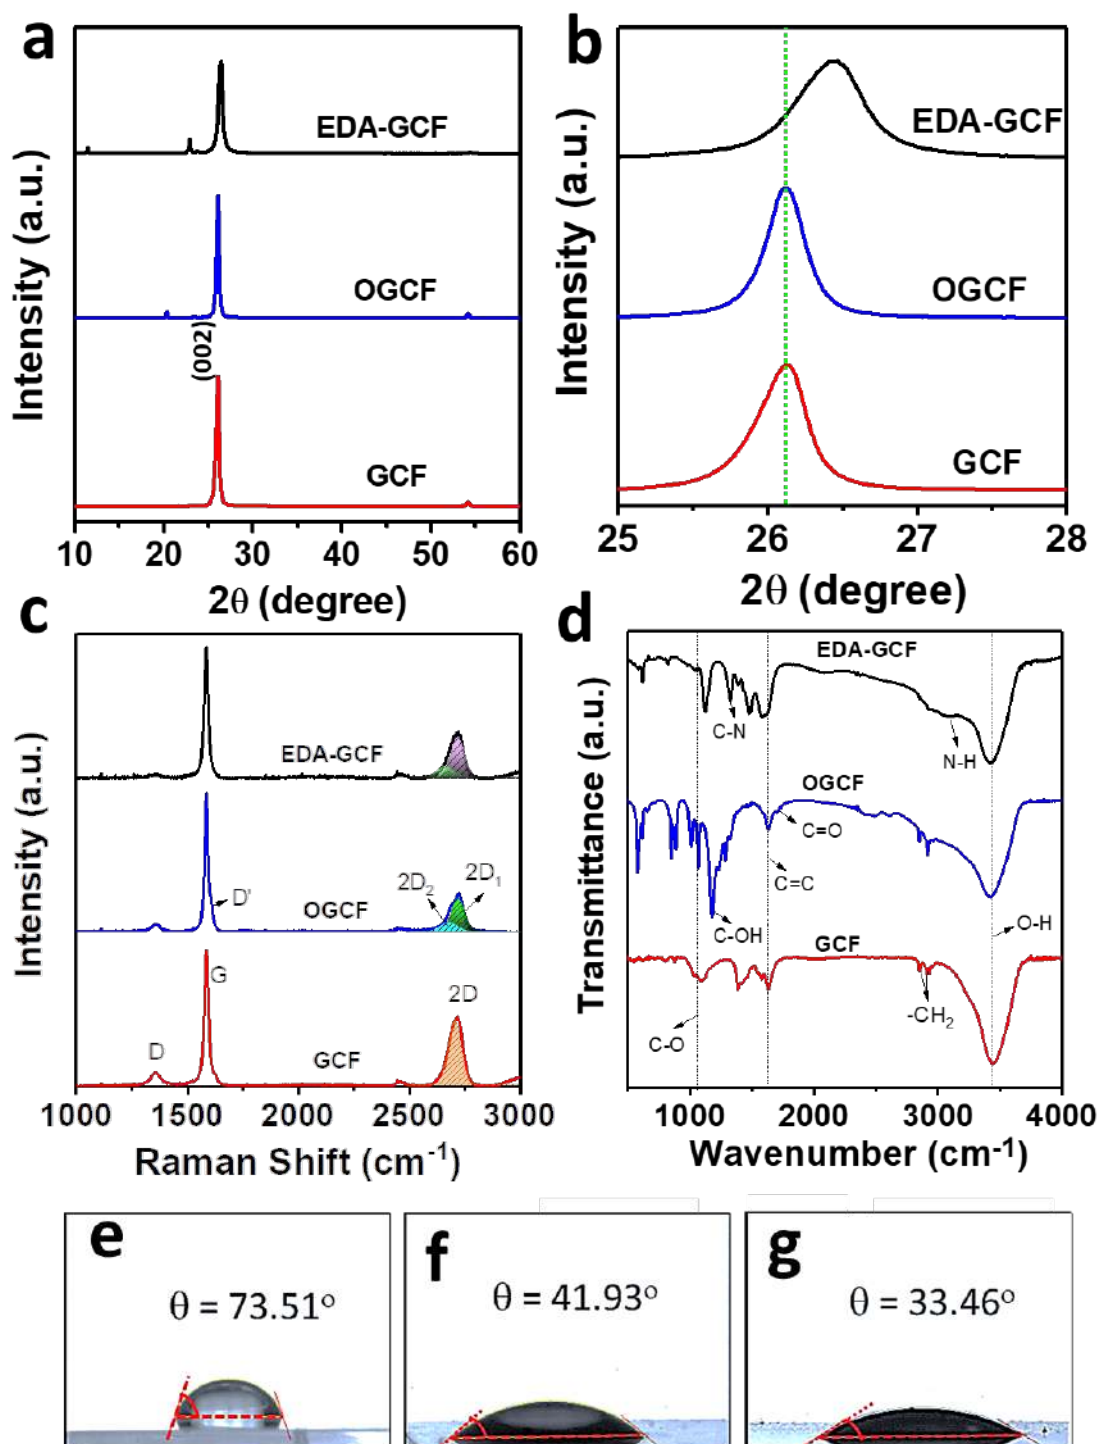 a
EDA-GCF
OGCF
(002)
GCF
Intensity (a.u.)
10 20 30 40 50 60
2θ (degree)
b
EDA-GCF
OGCF
GCF
Intensity (a.u.)
25 26 27 28
2θ (degree)
c
EDA-GCF
2D₂ 2D₁
D'
OGCF
G
2D
D
GCF
Intensity (a.u.)
1000 1500 2000 2500 3000
Raman Shift (cm⁻¹)
d
EDA-GCF
C-N
N-H
OGCF
C=O
C=C
C-OH
O-H
GCF
-CH₂
C-O
Transmittance (a.u.)
1000 2000 3000 4000
Wavenumber (cm⁻¹)
e
θ = 73.51°
f
θ = 41.93°
g
θ = 33.46°